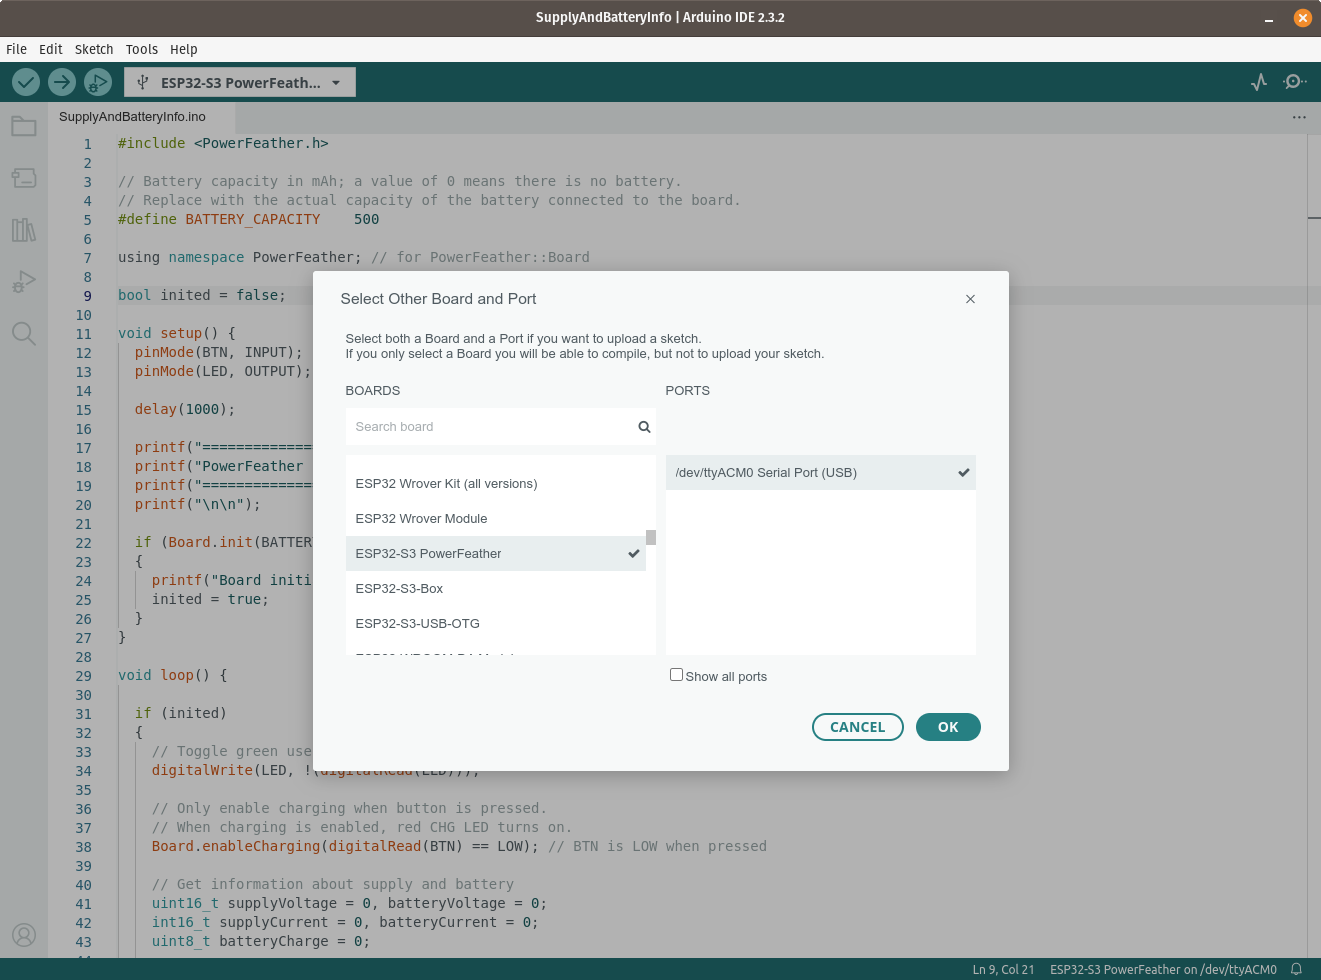 SupplyAndBatteryInfo | Arduino IDE 2.3.2
File Edit Sketch Tools Help
ESP32-S3 PowerFeath...
SupplyAndBatteryInfo.ino
1 #include <PowerFeather.h>
2
3 // Battery capacity in mAh; a value of 0 means there is no battery.
4 // Replace with the actual capacity of the battery connected to the board.
5 #define BATTERY_CAPACITY    500
6
7 using namespace PowerFeather; // for PowerFeather::Board
8
9 bool inited = false;
10
11 void setup() {
12   pinMode(BTN, INPUT);
13   pinMode(LED, OUTPUT);
14
15   delay(1000);
16
17   printf("=============
18   printf("PowerFeather
19   printf("=============
20   printf("\n\n");
21
22   if (Board.init(BATTER
23   {
24     printf("Board initi
25     inited = true;
26   }
27 }
28
29 void loop() {
30
31   if (inited)
32   {
33     // Toggle green use
34     digitalWrite(LED, !(digitalRead(LED)));
35
36     // Only enable charging when button is pressed.
37     // When charging is enabled, red CHG LED turns on.
38     Board.enableCharging(digitalRead(BTN) == LOW); // BTN is LOW when pressed
39
40     // Get information about supply and battery
41     uint16_t supplyVoltage = 0, batteryVoltage = 0;
42     int16_t supplyCurrent = 0, batteryCurrent = 0;
43     uint8_t batteryCharge = 0;
Select Other Board and Port
Select both a Board and a Port if you want to upload a sketch.
If you only select a Board you will be able to compile, but not to upload your sketch.
BOARDS
Search board
ESP32 Wrover Kit (all versions)
ESP32 Wrover Module
ESP32-S3 PowerFeather
ESP32-S3-Box
ESP32-S3-USB-OTG
PORTS
/dev/ttyACM0 Serial Port (USB)
Show all ports
CANCEL OK
Ln 9, Col 21 ESP32-S3 PowerFeather on /dev/ttyACM0